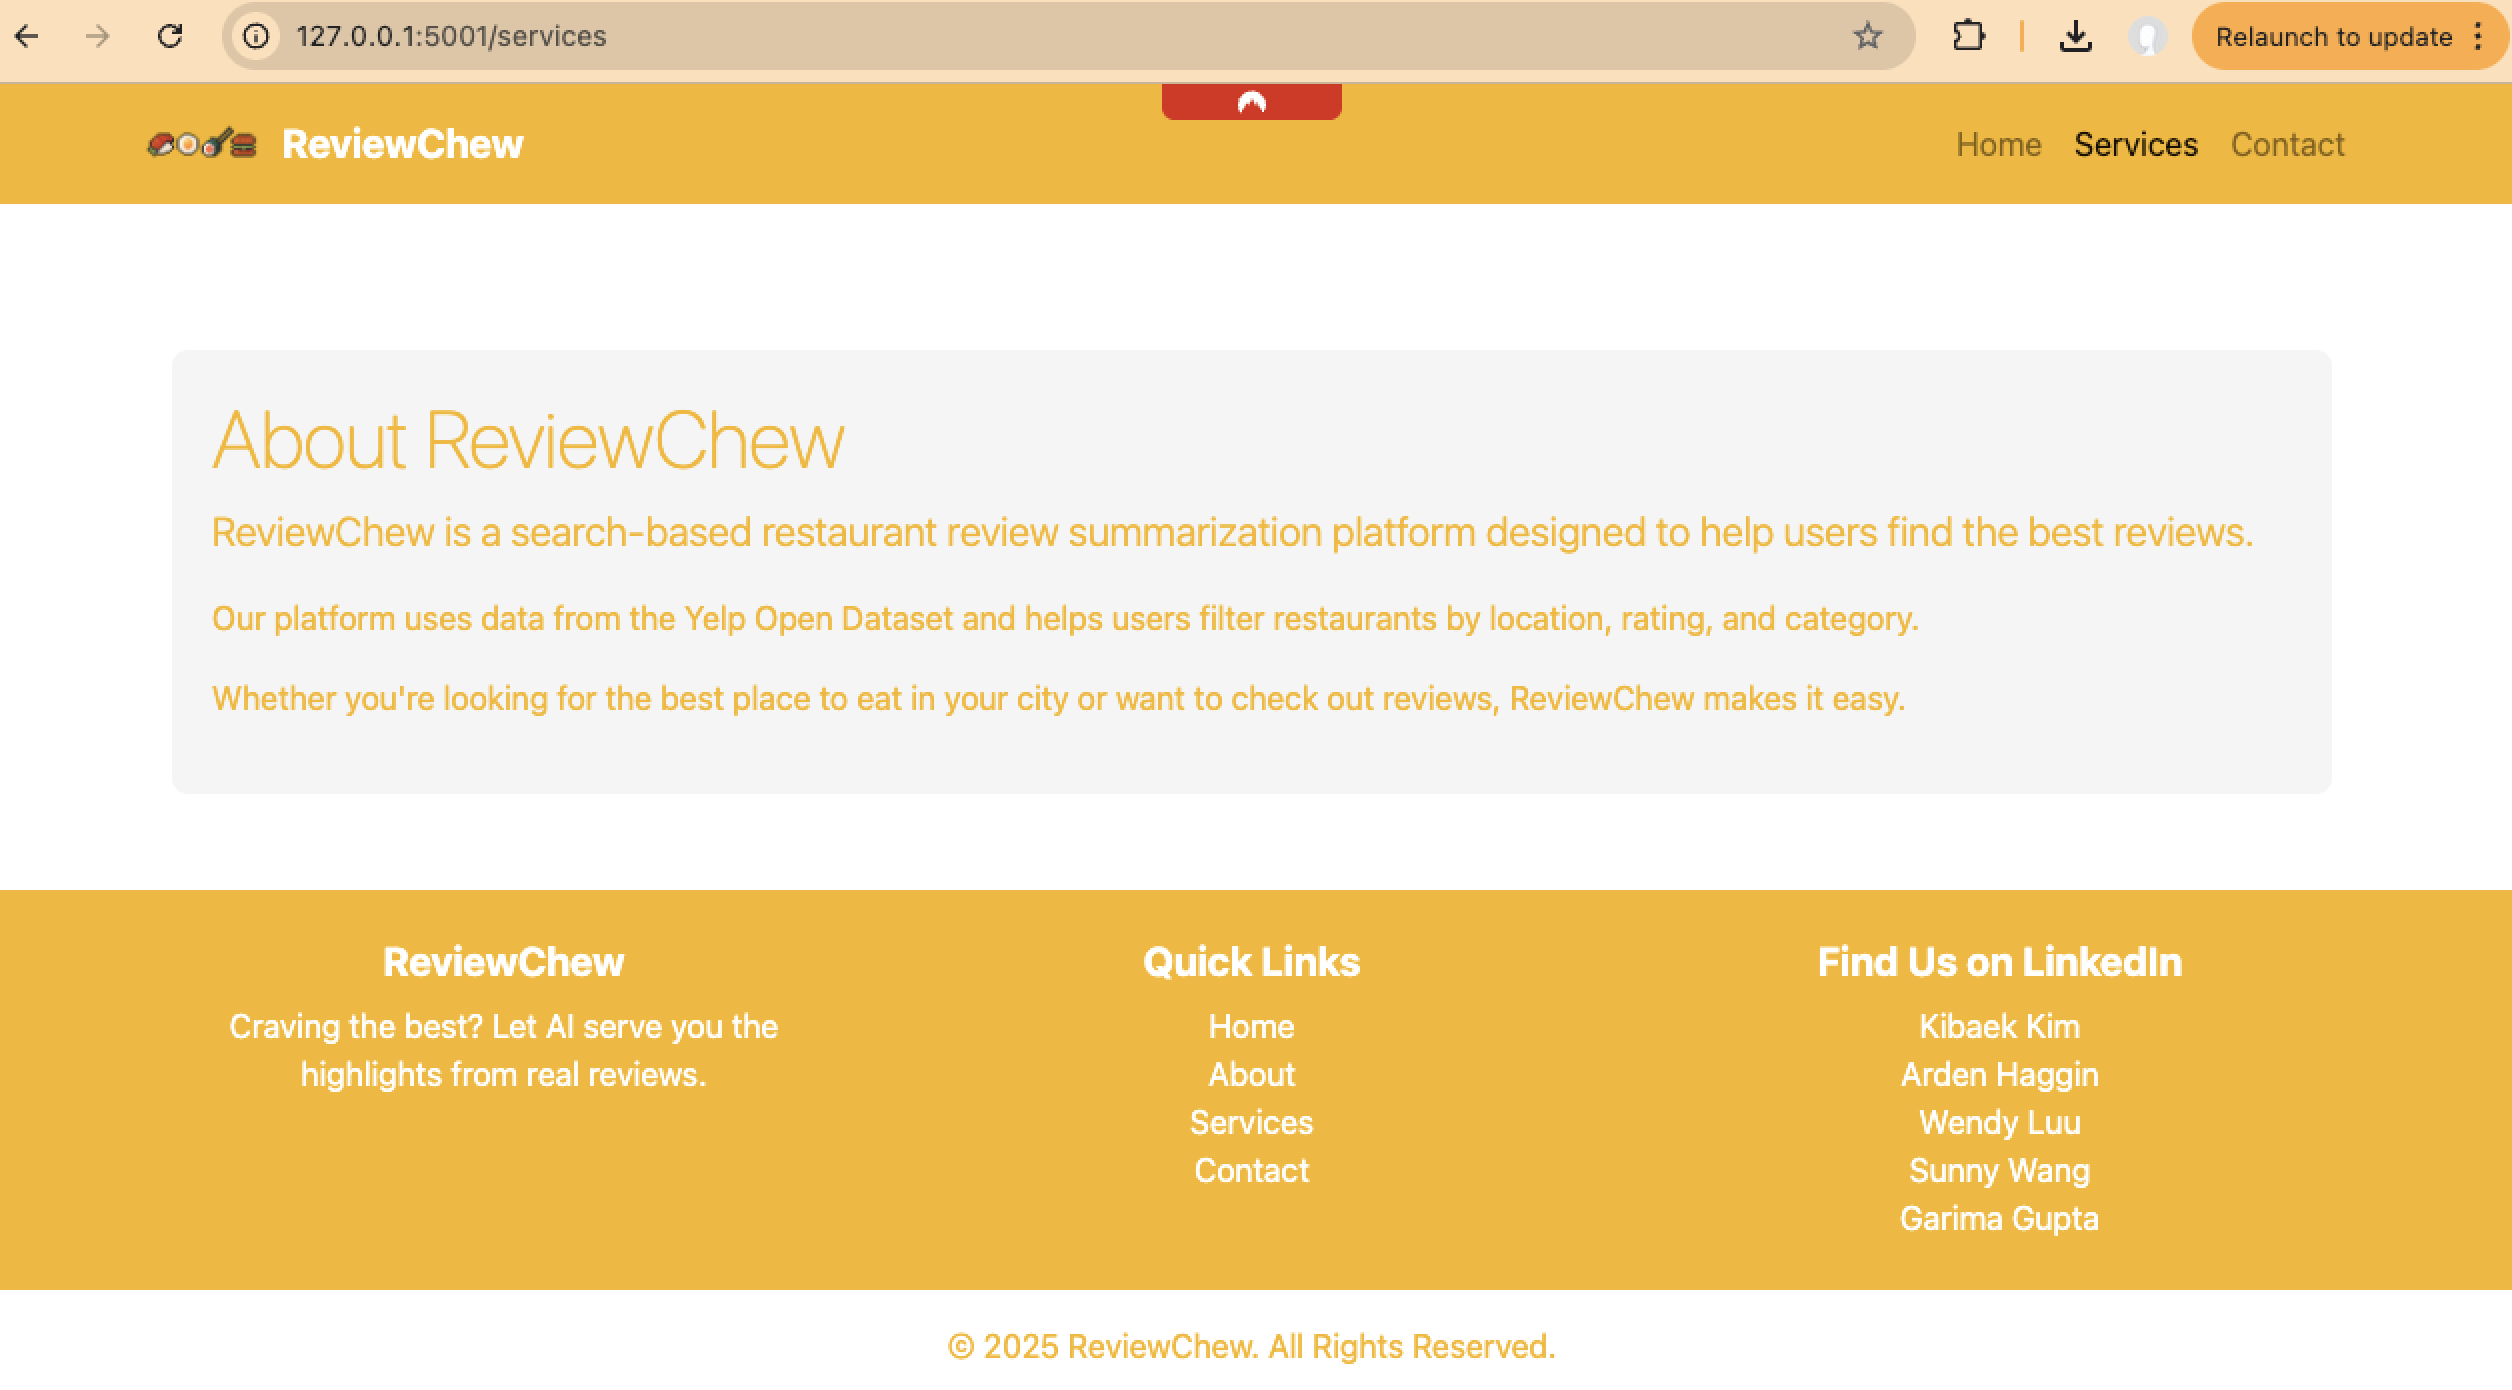 127.0.0.1:5001/services
Relaunch to update
ReviewChew
Home Services Contact
About ReviewChew
ReviewChew is a search-based restaurant review summarization platform designed to help users find the best reviews.
Our platform uses data from the Yelp Open Dataset and helps users filter restaurants by location, rating, and category.
Whether you're looking for the best place to eat in your city or want to check out reviews, ReviewChew makes it easy.
ReviewChew
Craving the best? Let AI serve you the
highlights from real reviews.
Quick Links
Home
About
Services
Contact
Find Us on LinkedIn
Kibaek Kim
Arden Haggin
Wendy Luu
Sunny Wang
Garima Gupta
© 2025 ReviewChew. All Rights Reserved.